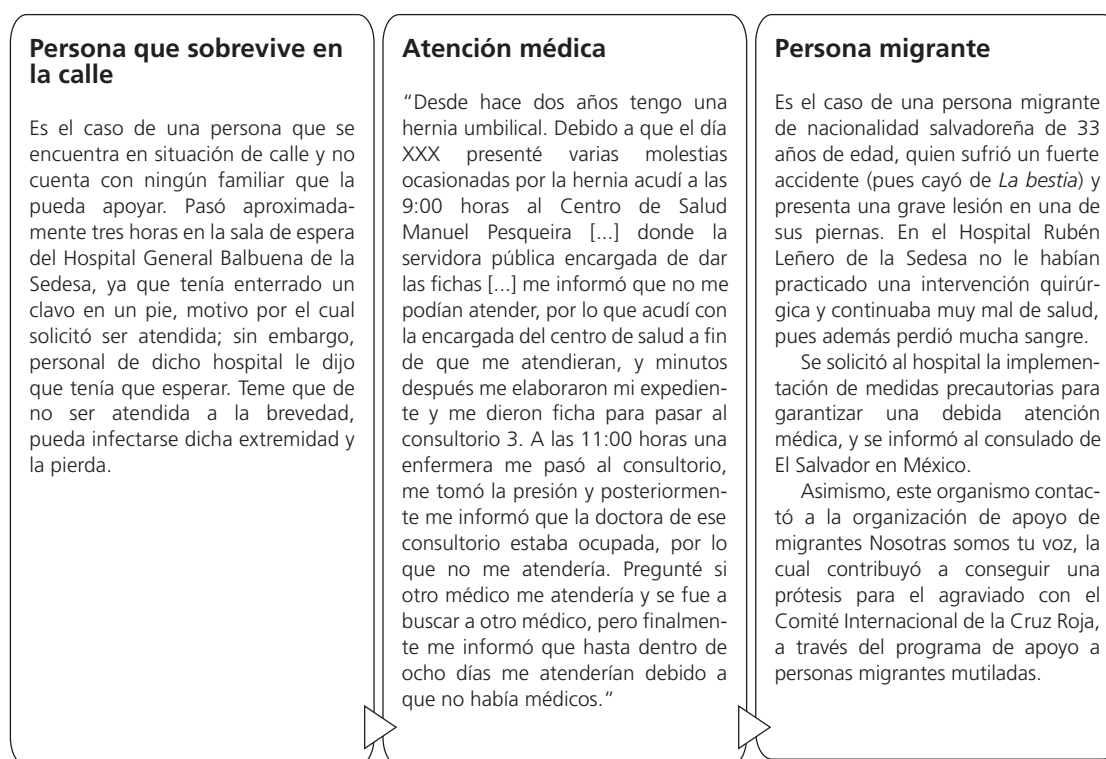 Persona que sobrevive en
la calle
Es el caso de una persona que se
encuentra en situación de calle y no
cuenta con ningún familiar que la
pueda apoyar. Pasó aproximada-
mente tres horas en la sala de espera
del Hospital General Balbuena de la
Sedesa, ya que tenía enterrado un
clavo en un pie, motivo por el cual
solicitó ser atendida; sin embargo,
personal de dicho hospital le dijo
que tenía que esperar. Teme que de
no ser atendida a la brevedad,
pueda infectarse dicha extremidad y
la pierda.
Atención médica
“Desde hace dos años tengo una
hernia umbilical. Debido a que el día
XXX presenté varias molestias
ocasionadas por la hernia acudí a las
9:00 horas al Centro de Salud
Manuel Pesqueira [...] donde la
servidora pública encargada de dar
las fichas [...] me informó que no me
podían atender, por lo que acudí con
la encargada del centro de salud a fin
de que me atendieran, y minutos
después me elaboraron mi expedien-
te y me dieron ficha para pasar al
consultorio 3. A las 11:00 horas una
enfermera me pasó al consultorio,
me tomó la presión y posteriormen-
te me informó que la doctora de ese
consultorio estaba ocupada, por lo
que no me atendería. Pregunté si
otro médico me atendería y se fue a
buscar a otro médico, pero finalmen-
te me informó que hasta dentro de
ocho días me atenderían debido a
que no había médicos.”
Persona migrante
Es el caso de una persona migrante
de nacionalidad salvadoreña de 33
años de edad, quien sufrió un fuerte
accidente (pues cayó de La bestia) y
presenta una grave lesión en una de
sus piernas. En el Hospital Rubén
Leñero de la Sedesa no le habían
practicado una intervención quirúr-
gica y continuaba muy mal de salud,
pues además perdió mucha sangre.
Se solicitó al hospital la implemen-
tación de medidas precautorias para
garantizar una debida atención
médica, y se informó al consulado de
El Salvador en México.
Asimismo, este organismo contac-
tó a la organización de apoyo de
migrantes Nosotras somos tu voz, la
cual contribuyó a conseguir una
prótesis para el agraviado con el
Comité Internacional de la Cruz Roja,
a través del programa de apoyo a
personas migrantes mutiladas.